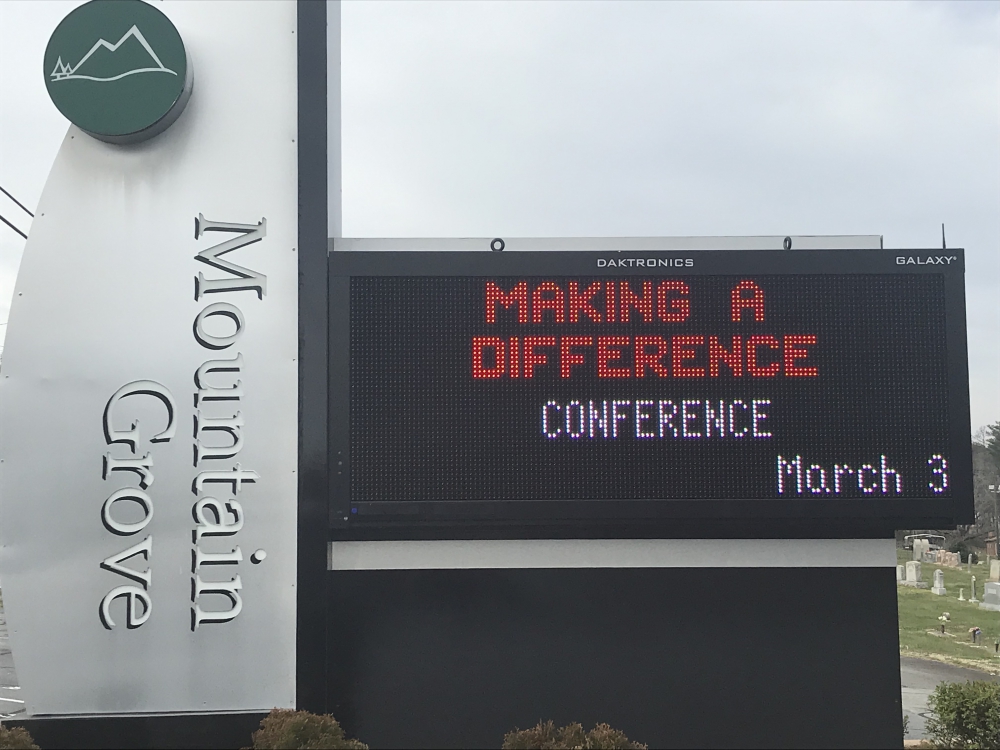 Mountain
Grove
DAKTRONICS
GALAXY®
MAKING A
DIFFERENCE
CONFERENCE
March 3